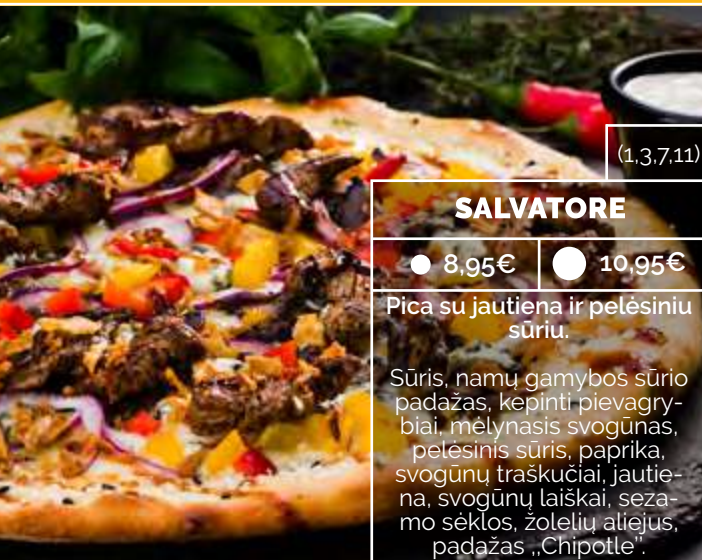 (1,3,7,11)
SALVATORE
8,95€ 10,95€
Pica su jautiena ir pelėsiniu
sūriu.
Sūris, namų gamybos sūrio
padažas, kepinti pievagry-
biai, mėlynasis svogūnas,
pelėsinis sūris, paprika,
svogūnų traškučiai, jautie-
na, svogūnų laiškai, seza-
mo sėklos, žolelių aliejus,
padažas ,,Chipotle’’.